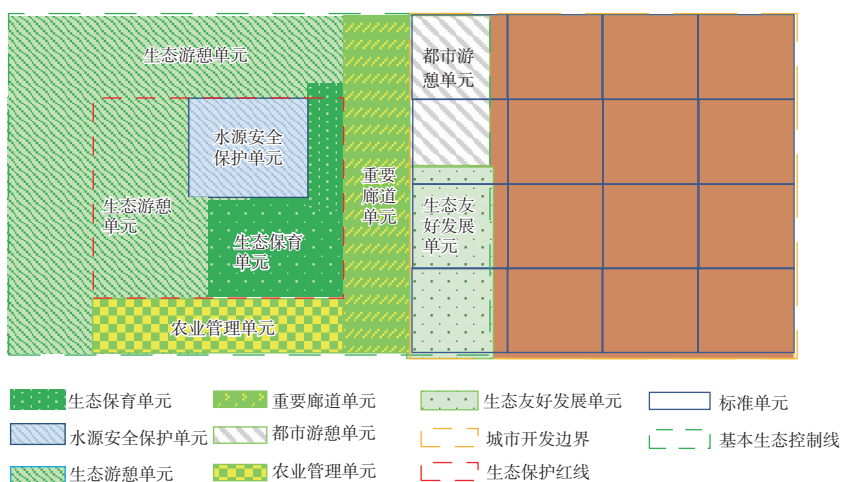 生态游憩单元
都市游
憩单元
水源安全
保护单元
重要
廊道
单元
生态游憩
单元
生态友
好发展
单元
生态保育
单元
农业管理单元
生态保育单元
重要廊道单元
生态友好发展单元
标准单元
水源安全保护单元
都市游憩单元
城市开发边界
基本生态控制线
生态游憩单元
农业管理单元
生态保护红线